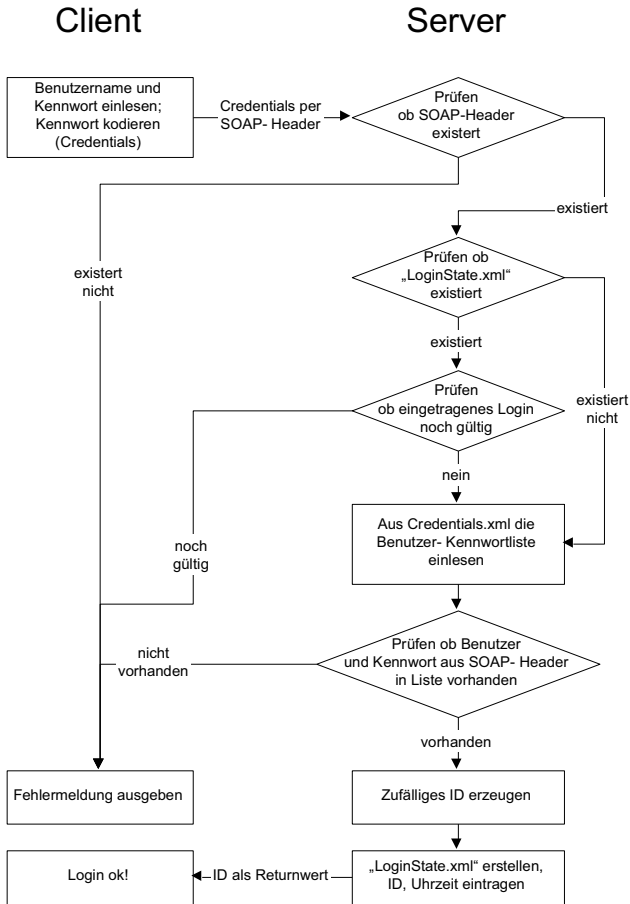 Client
Server
Benutzername und
Kennwort einlesen;
Kennwort kodieren
(Credentials)
Credentials per
SOAP- Header
Prüfen
ob SOAP-Header
existert
existiert
existert
nicht
Prüfen ob
„LoginState.xml“
existiert
existiert
existiert
nicht
Prüfen
ob eingetragenes Login
noch gültig
nein
noch
gültig
Aus Credentials.xml die
Benutzer- Kennwortliste
einlesen
Prüfen ob Benutzer
und Kennwort aus SOAP- Header
in Liste vorhanden
nicht
vorhanden
vorhanden
Fehlermeldung ausgeben
Zufälliges ID erzeugen
Login ok!
ID als Returnwert
„LoginState.xml“ erstellen,
ID, Uhrzeit eintragen